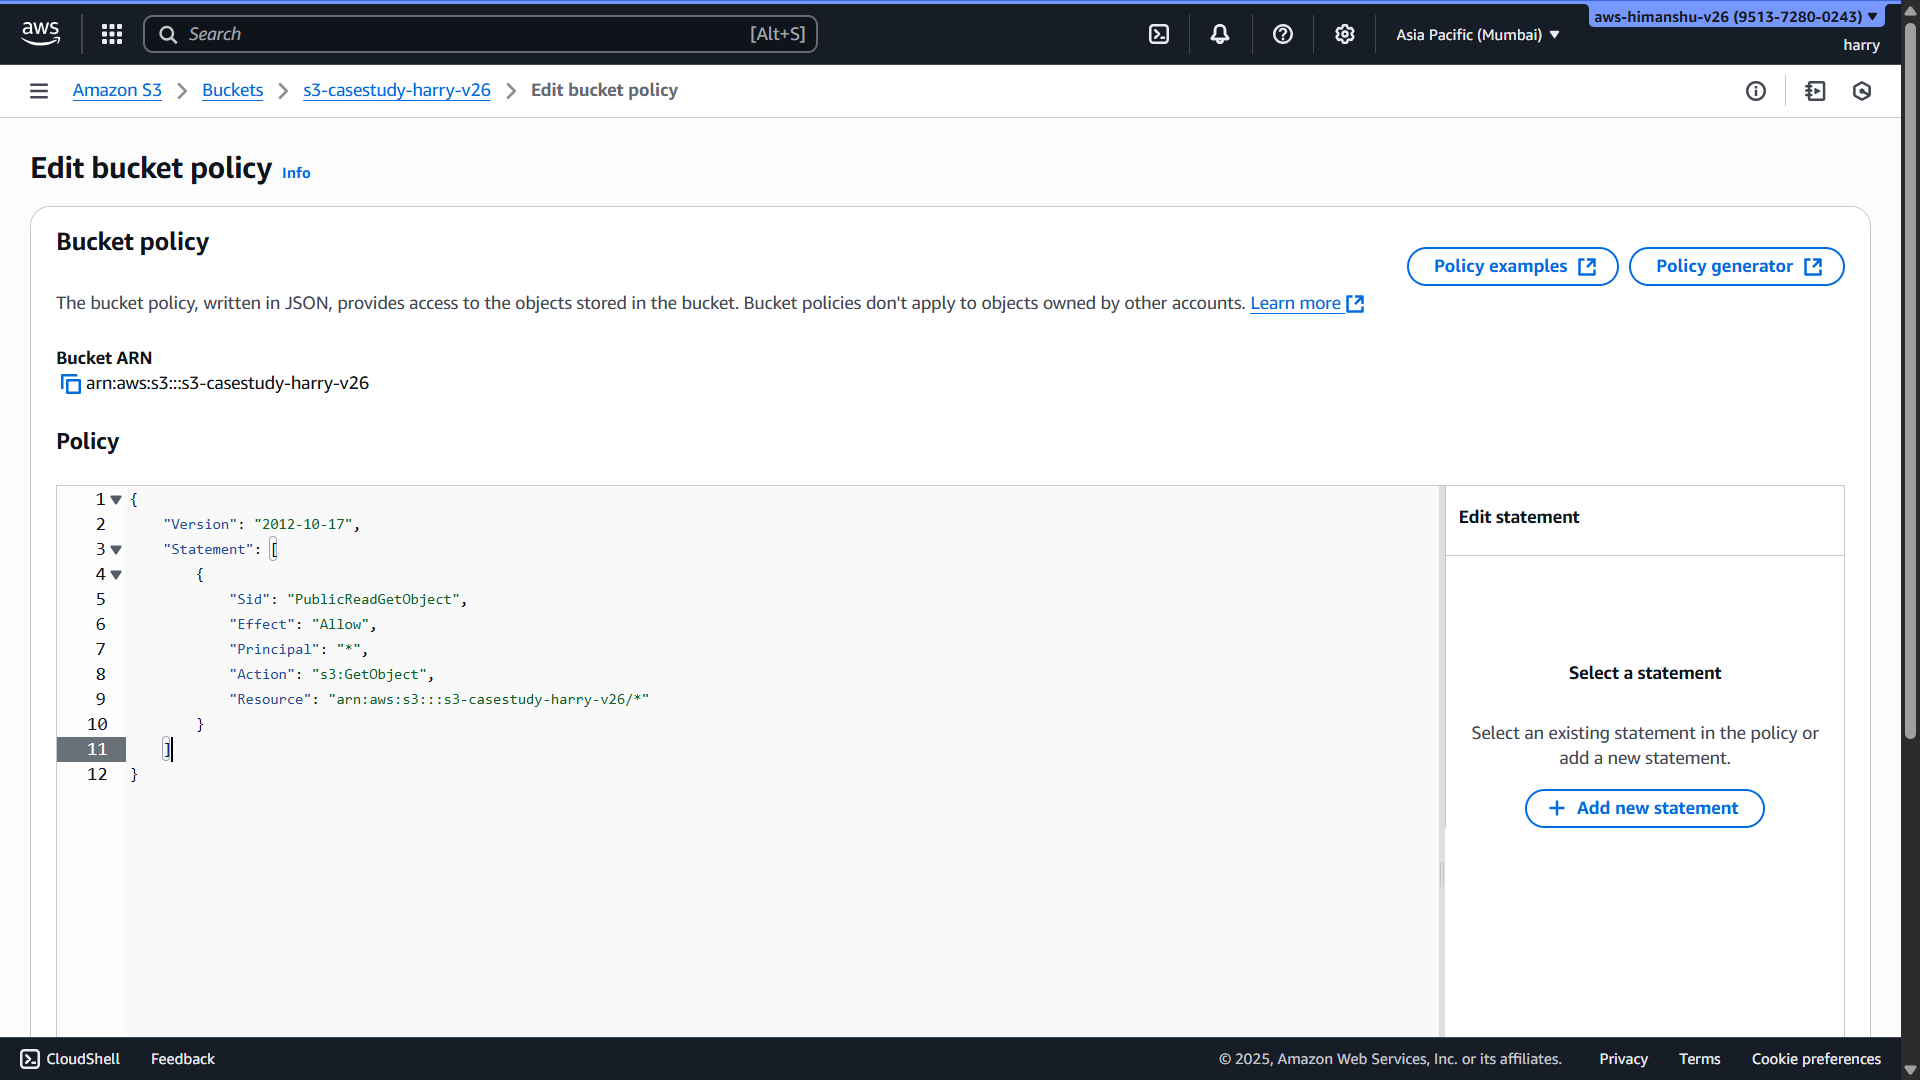 aws
Search
[Alt+S]
Asia Pacific (Mumbai)
aws-himanshu-v26 (9513-7280-0243)
harry
Amazon S3
Buckets
s3-casestudy-harry-v26
Edit bucket policy
Edit bucket policy
Info
Bucket policy
Policy examples
Policy generator
The bucket policy, written in JSON, provides access to the objects stored in the bucket. Bucket policies don't apply to objects owned by other accounts. Learn more
Bucket ARN
arn:aws:s3:::s3-casestudy-harry-v26
Policy
1 {
2 "Version": "2012-10-17",
3 "Statement": [
4 {
5 "Sid": "PublicReadGetObject",
6 "Effect": "Allow",
7 "Principal": "*",
8 "Action": "s3:GetObject",
9 "Resource": "arn:aws:s3:::s3-casestudy-harry-v26/*"
10 }
11 ]
12 }
Edit statement
Select a statement
Select an existing statement in the policy or
add a new statement.
+ Add new statement
CloudShell
Feedback
© 2025, Amazon Web Services, Inc. or its affiliates.
Privacy
Terms
Cookie preferences